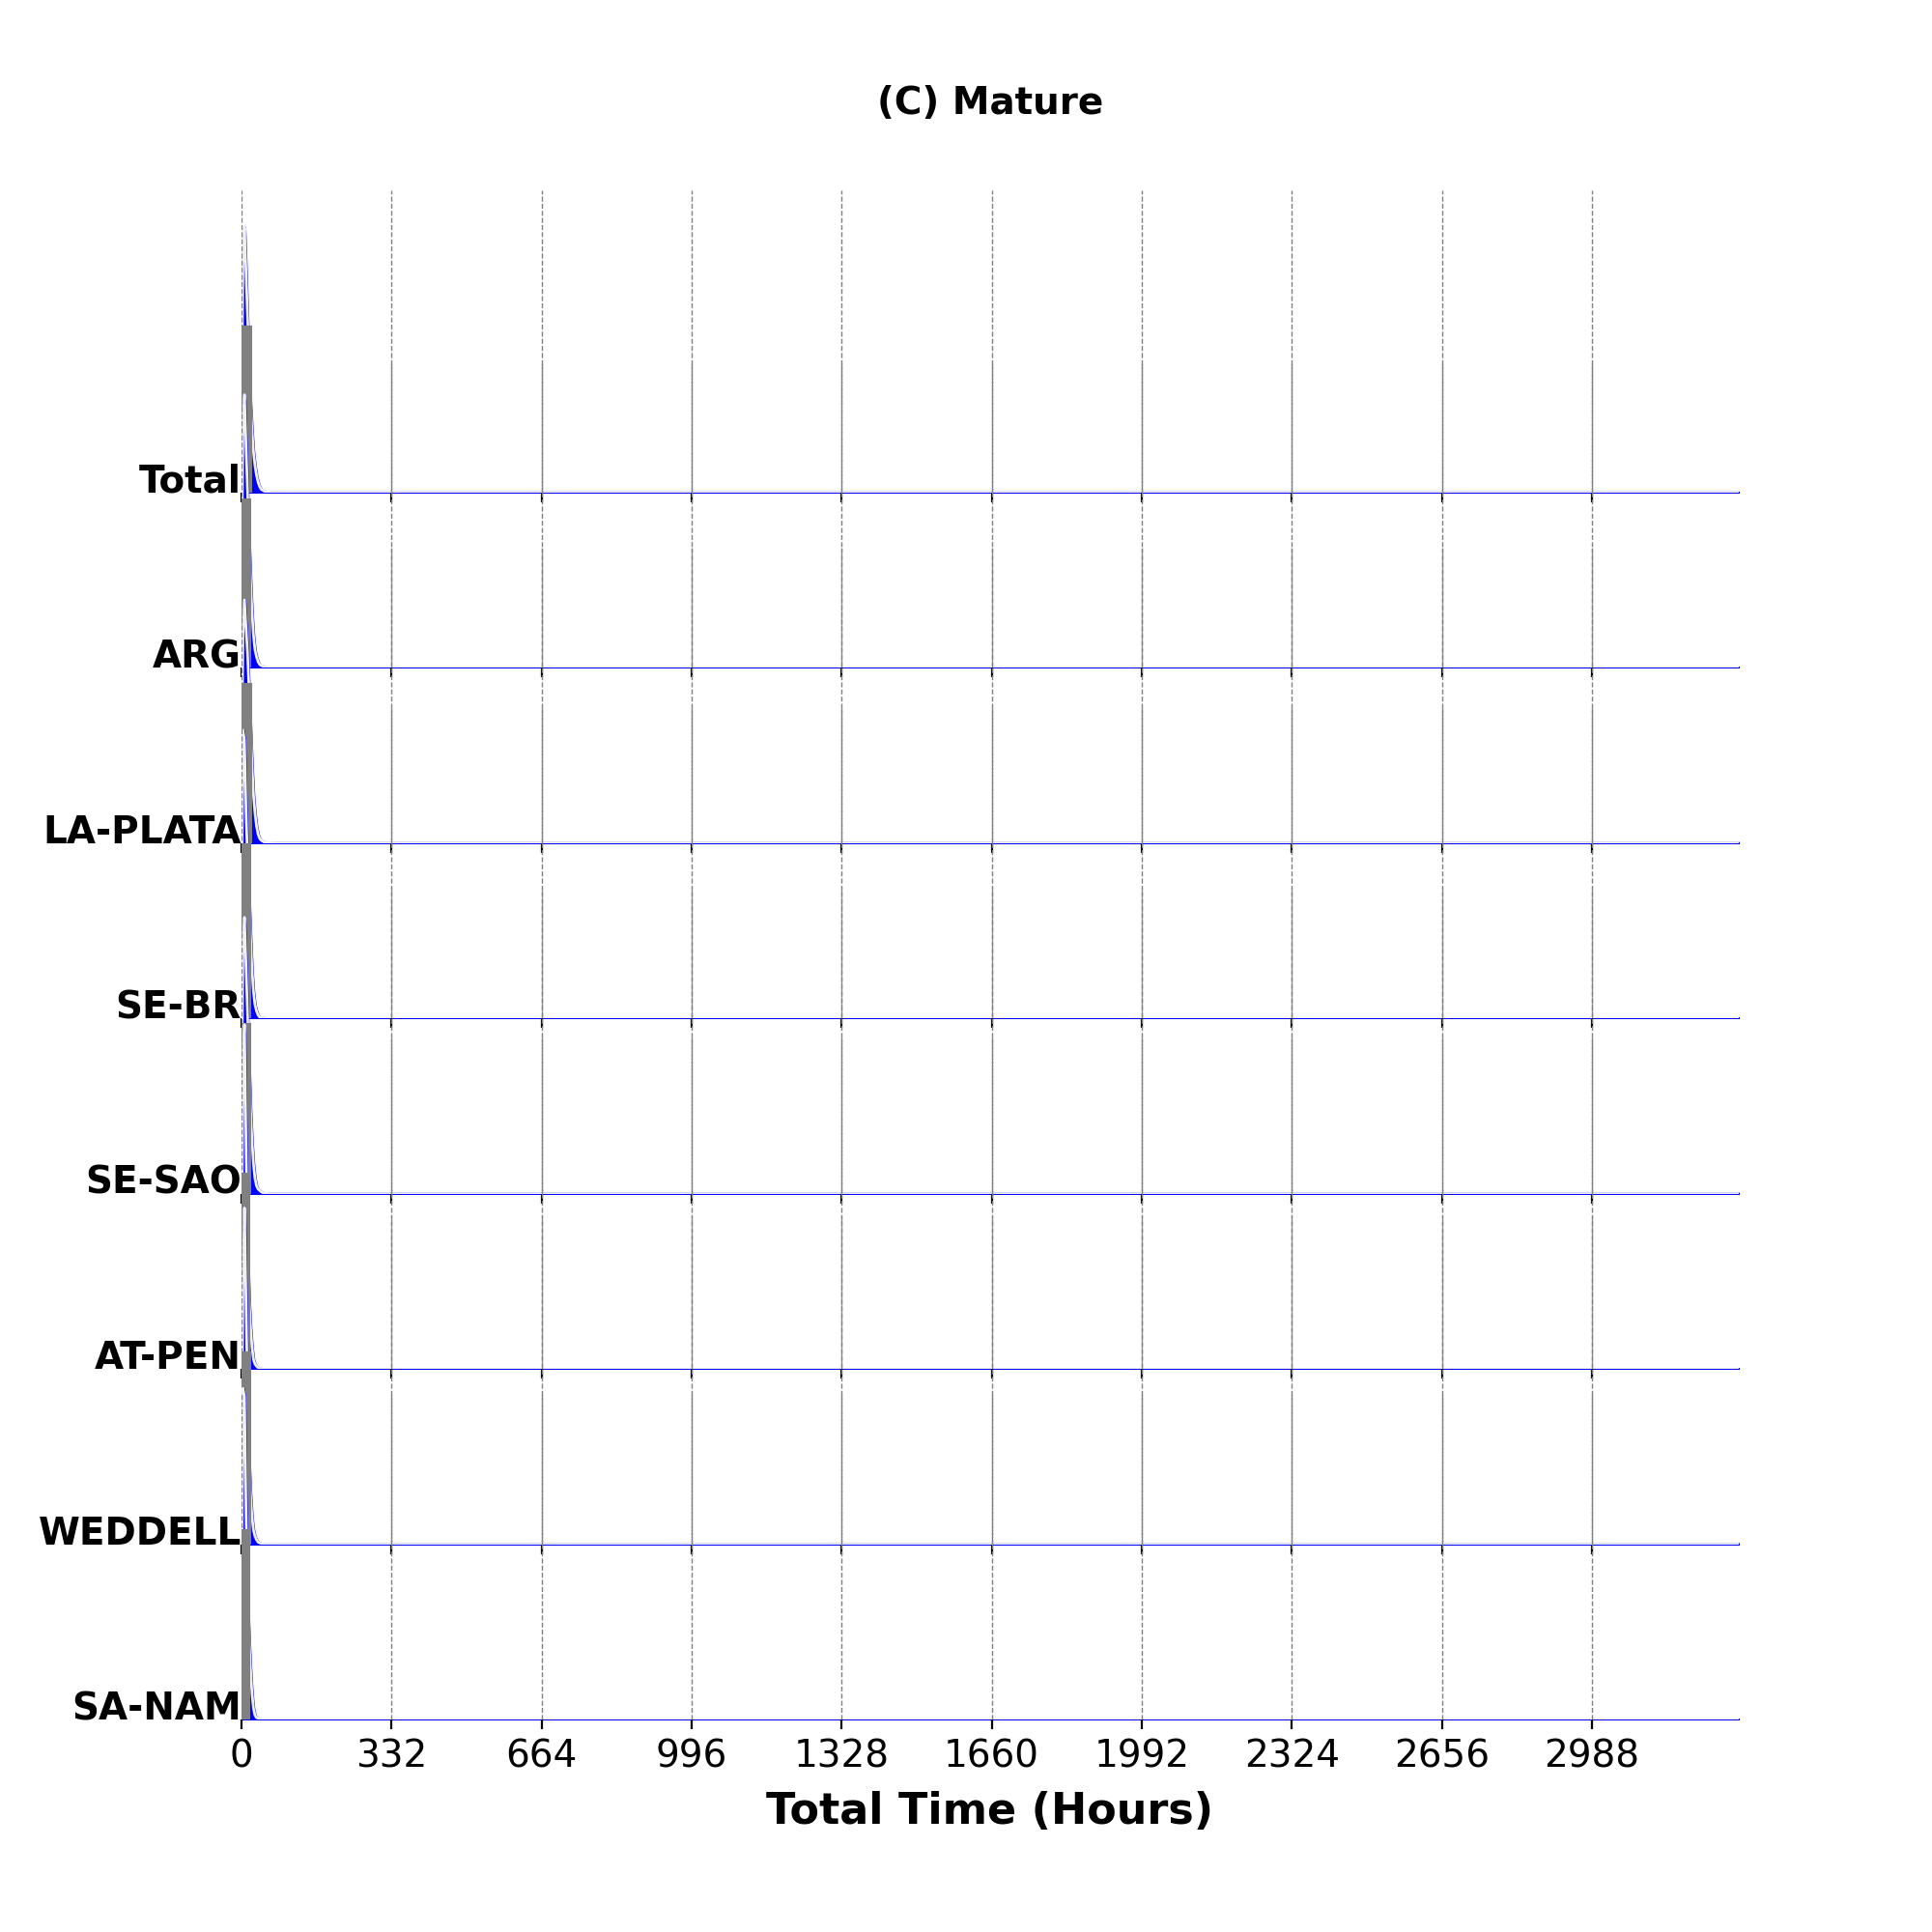 (C) Mature
Total
ARG
LA-PLATA
SE-BR
SE-SAO
AT-PEN
WEDDELL
SA-NAM
0 332 664 996 1328 1660 1992 2324 2656 2988
Total Time (Hours)